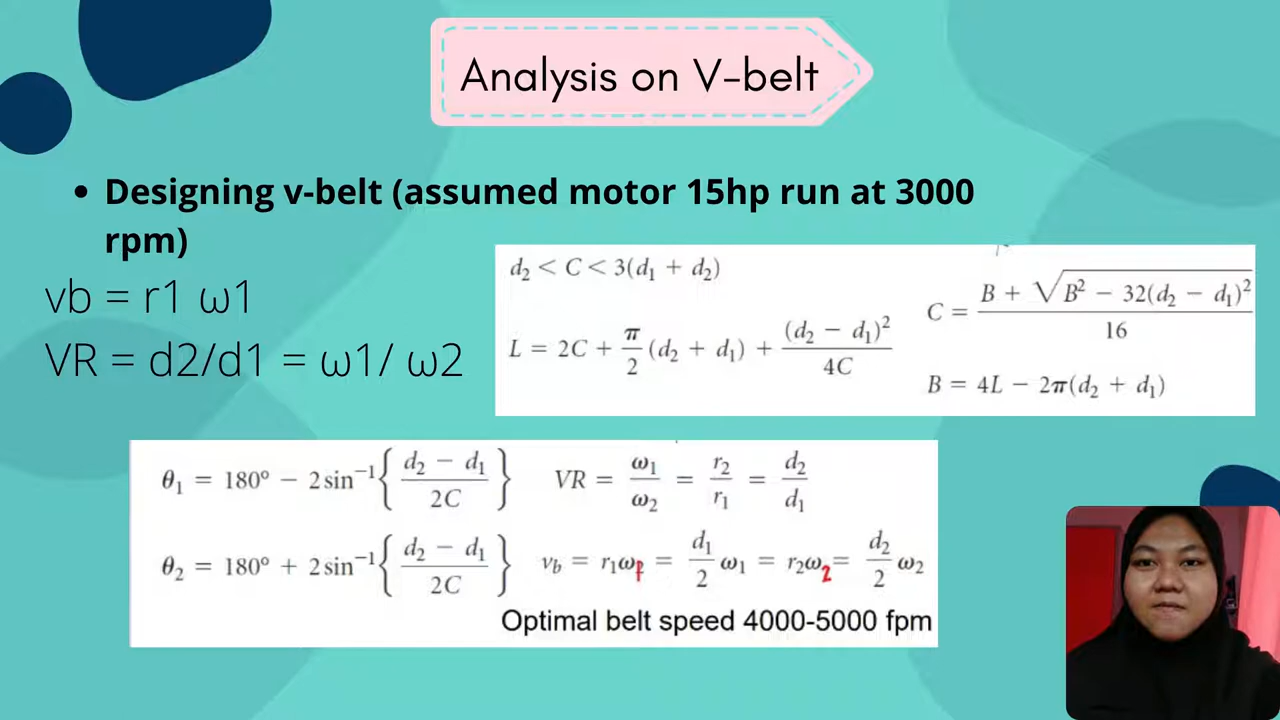 Analysis on V-belt
• Designing v-belt (assumed motor 15hp run at 3000
rpm)
vb = r1 ω1
VR = d2/d1 = ω1/ ω2
d₂ < C < 3(d₁ + d₂)
L = 2C + π/2 (d₂ + d₁) + (d₂ − d₁)²/4C
C = B + √B² − 32(d₂ − d₁)²/16
B = 4L − 2π(d₂ + d₁)
θ₁ = 180° − 2 sin⁻¹{d₂ − d₁/2C}
VR = ω₁/ω₂ = r₂/r₁ = d₂/d₁
θ₂ = 180° + 2 sin⁻¹{d₂ − d₁/2C}
v_b = r₁ω₁ = d₁/2 ω₁ = r₂ω₂ = d₂/2 ω₂
Optimal belt speed 4000-5000 fpm